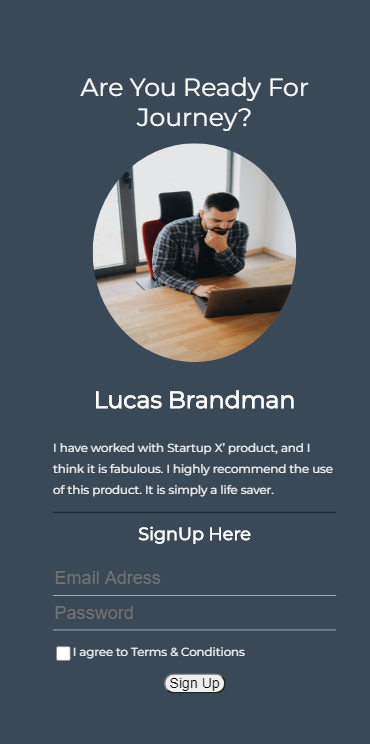 Are You Ready For
Journey?
Lucas Brandman
I have worked with Startup X' product, and I
think it is fabulous. I highly recommend the use
of this product. It is simply a life saver.
SignUp Here
Email Adress
Password
I agree to Terms & Conditions
Sign Up